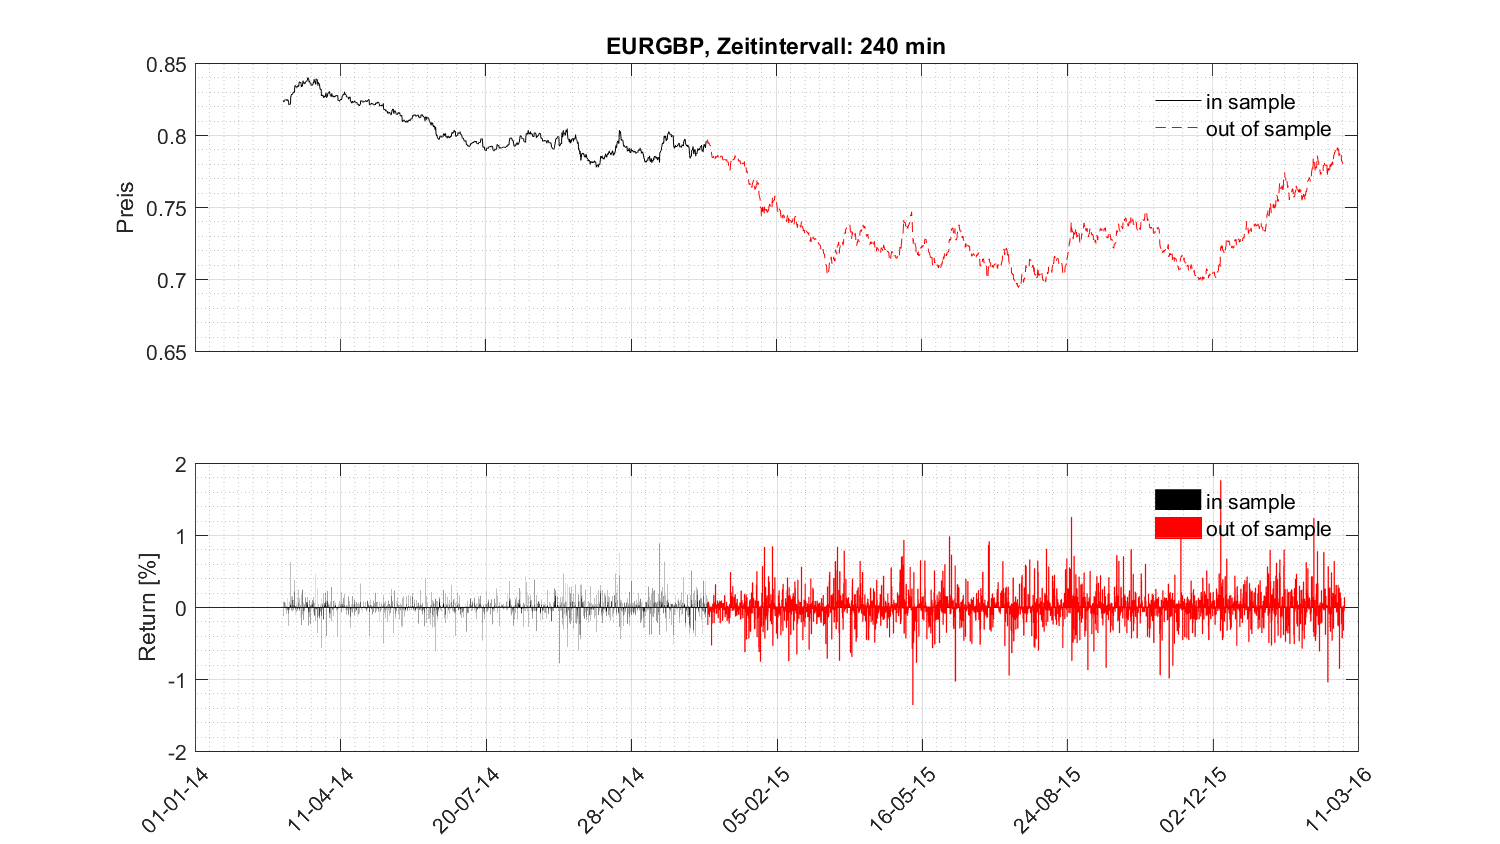 EURGBP, Zeitintervall: 240 min
0.85
0.8
0.75
0.7
0.65
Preis
in sample
out of sample
2
1
0
-1
-2
Return [%]
in sample
out of sample
01-01-14
11-04-14
20-07-14
28-10-14
05-02-15
16-05-15
24-08-15
02-12-15
11-03-16